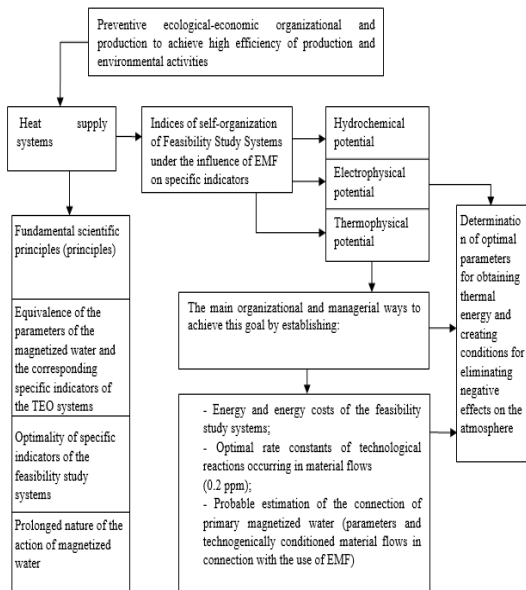 Preventive ecological-economic organizational and
production to achieve high efficiency of production and
environmental activities
Heat supply
systems
Indices of self-organization
of Feasibility Study Systems
under the influence of EMF
on specific indicators
Hydrochemical
potential
Electrophysical
potential
Thermophysical
potential
Fundamental scientific
principles (principles)
Equivalence of the
parameters of the
magnetized water and
the corresponding
specific indicators of
the TEO systems
Optimality of specific
indicators of the
feasibility study
systems
Prolonged nature of the
action of magnetized
water
The main organizational and managerial ways to
achieve this goal by establishing:
- Energy and energy costs of the feasibility
study systems;
- Optimal rate constants of technological
reactions occurring in material flows
(0.2 ppm);
- Probable estimation of the connection of
primary magnetized water (parameters and
technogenically conditioned material flows in
connection with the use of EMF)
Determinatio
n of optimal
parameters
for obtaining
thermal
energy and
creating
conditions for
eliminating
negative
effects on the
atmosphere